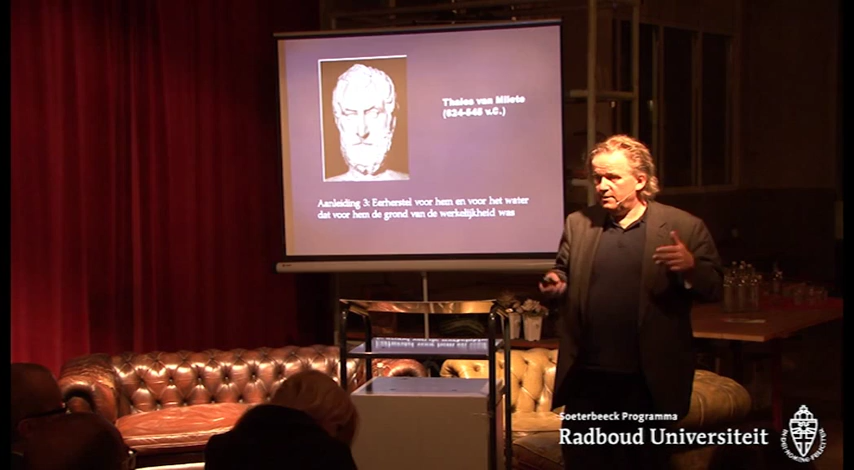 Thales van Milete
(624-545 v.C.)
Aanleiding 3: Eerherstel voor hem en voor het water
dat voor hem de grond van de werkelijkheid was
Soeterbeeck Programma
Radboud Universiteit